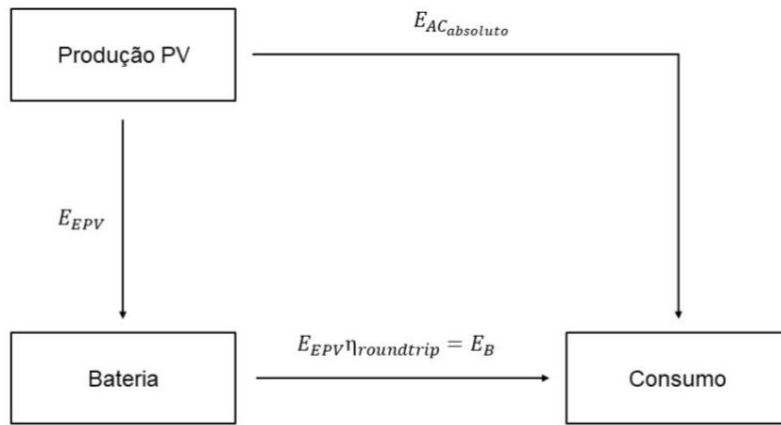 Produção PV
E_{AC_{absoluto}}
E_{EPV}
Bateria
E_{EPV}η_{roundtrip} = E_B
Consumo